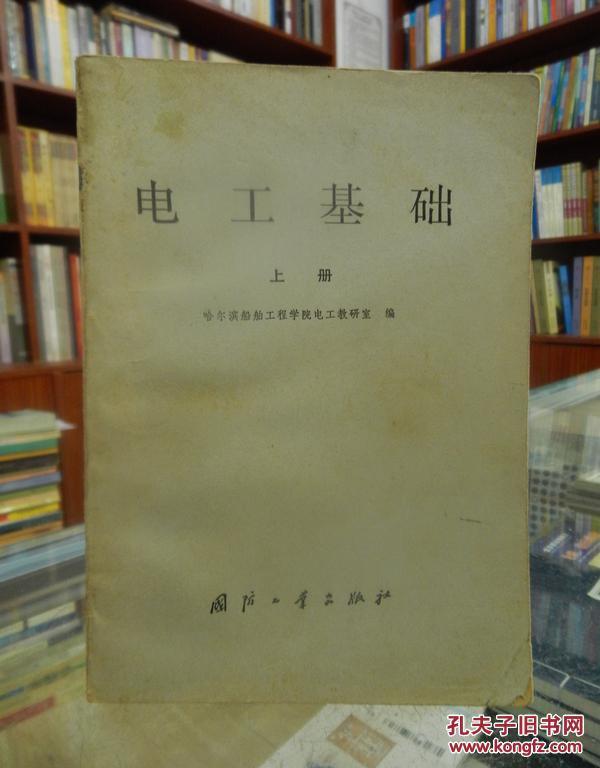 电工基础
上册
哈尔滨船舶工程学院电工教研室 编
国防工业出版社
孔夫子旧书网
www.kongfz.com